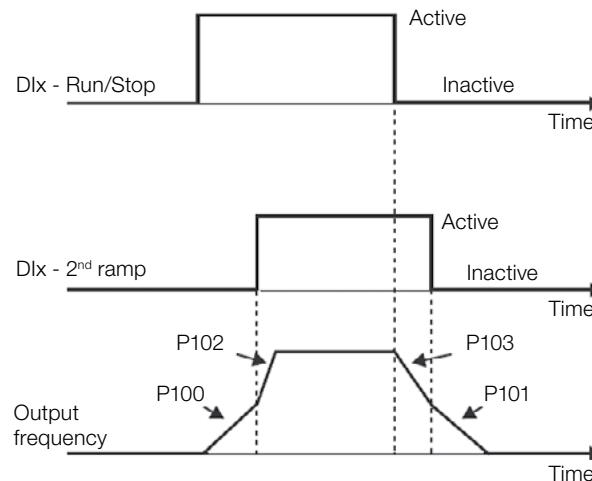 Active
DIx - Run/Stop
Inactive
Time
Active
DIx - 2nd ramp
Inactive
Time
P102
P103
P100
P101
Output
frequency
Time